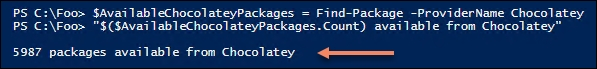 PS C:\Foo> $AvailableChocolateyPackages = Find-Package -ProviderName Chocolatey
PS C:\Foo> "$($AvailableChocolateyPackages.Count) available from Chocolatey"
5987 packages available from Chocolatey